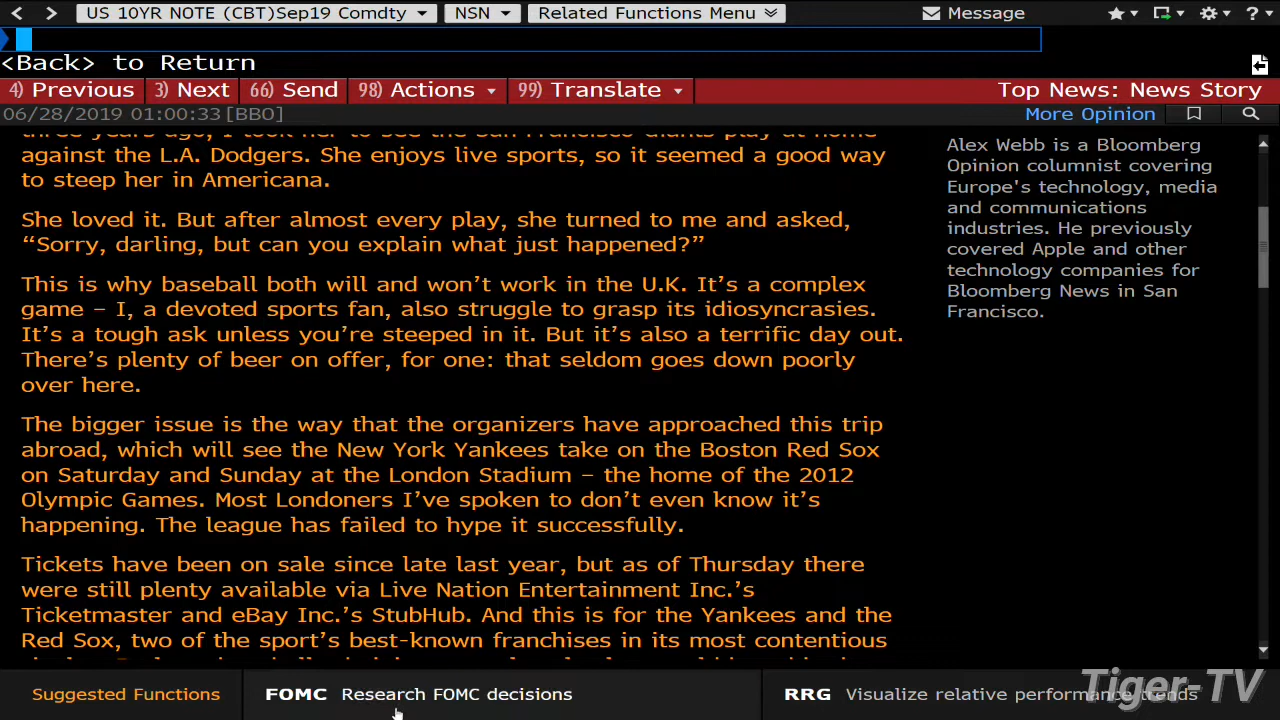 US 10YR NOTE (CBT)Sep19 Comdty NSN Related Functions Menu Message
<Back> to Return
4) Previous 3) Next 66) Send 98) Actions 99) Translate Top News: News Story
06/28/2019 01:00:33[BBO] More Opinion
three years ago, I took her to see the San Francisco Giants play at home
against the L.A. Dodgers. She enjoys live sports, so it seemed a good way
to steep her in Americana.
She loved it. But after almost every play, she turned to me and asked,
“Sorry, darling, but can you explain what just happened?”
This is why baseball both will and won’t work in the U.K. It’s a complex
game – I, a devoted sports fan, also struggle to grasp its idiosyncrasies.
It’s a tough ask unless you’re steeped in it. But it’s also a terrific day out.
There’s plenty of beer on offer, for one: that seldom goes down poorly
over here.
The bigger issue is the way that the organizers have approached this trip
abroad, which will see the New York Yankees take on the Boston Red Sox
on Saturday and Sunday at the London Stadium – the home of the 2012
Olympic Games. Most Londoners I’ve spoken to don’t even know it’s
happening. The league has failed to hype it successfully.
Tickets have been on sale since late last year, but as of Thursday there
were still plenty available via Live Nation Entertainment Inc.’s
Ticketmaster and eBay Inc.’s StubHub. And this is for the Yankees and the
Red Sox, two of the sport’s best-known franchises in its most contentious
Alex Webb is a Bloomberg
Opinion columnist covering
Europe's technology, media
and communications
industries. He previously
covered Apple and other
technology companies for
Bloomberg News in San
Francisco.
Suggested Functions FOMC Research FOMC decisions RRG Visualize relative performance trends
Tiger-TV